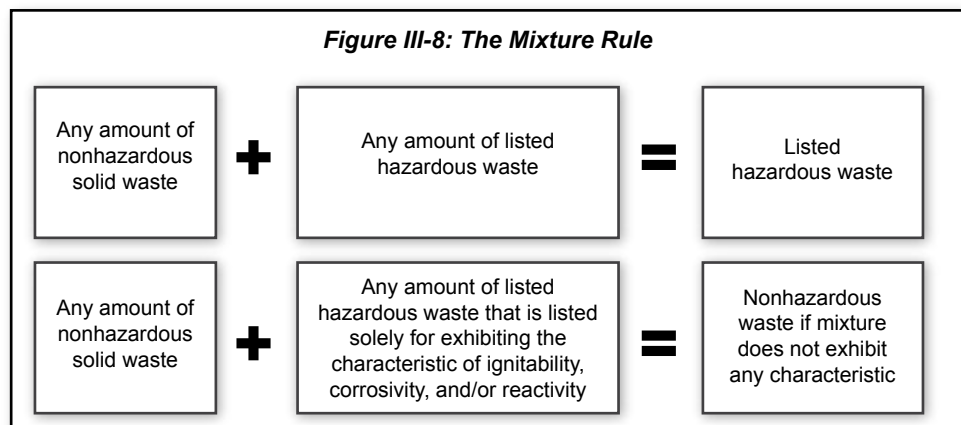 Figure III-8: The Mixture Rule
Any amount of
nonhazardous
solid waste
+
Any amount of listed
hazardous waste
=
Listed
hazardous waste
Any amount of
nonhazardous
solid waste
+
Any amount of listed
hazardous waste that is listed
solely for exhibiting the
characteristic of ignitability,
corrosivity, and/or reactivity
=
Nonhazardous
waste if mixture
does not exhibit
any characteristic